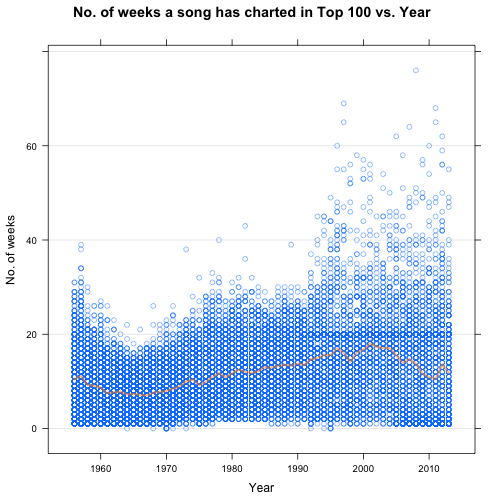 No. of weeks a song has charted in Top 100 vs. Year
60
40
20
0
No. of weeks
1960 1970 1980 1990 2000 2010
Year